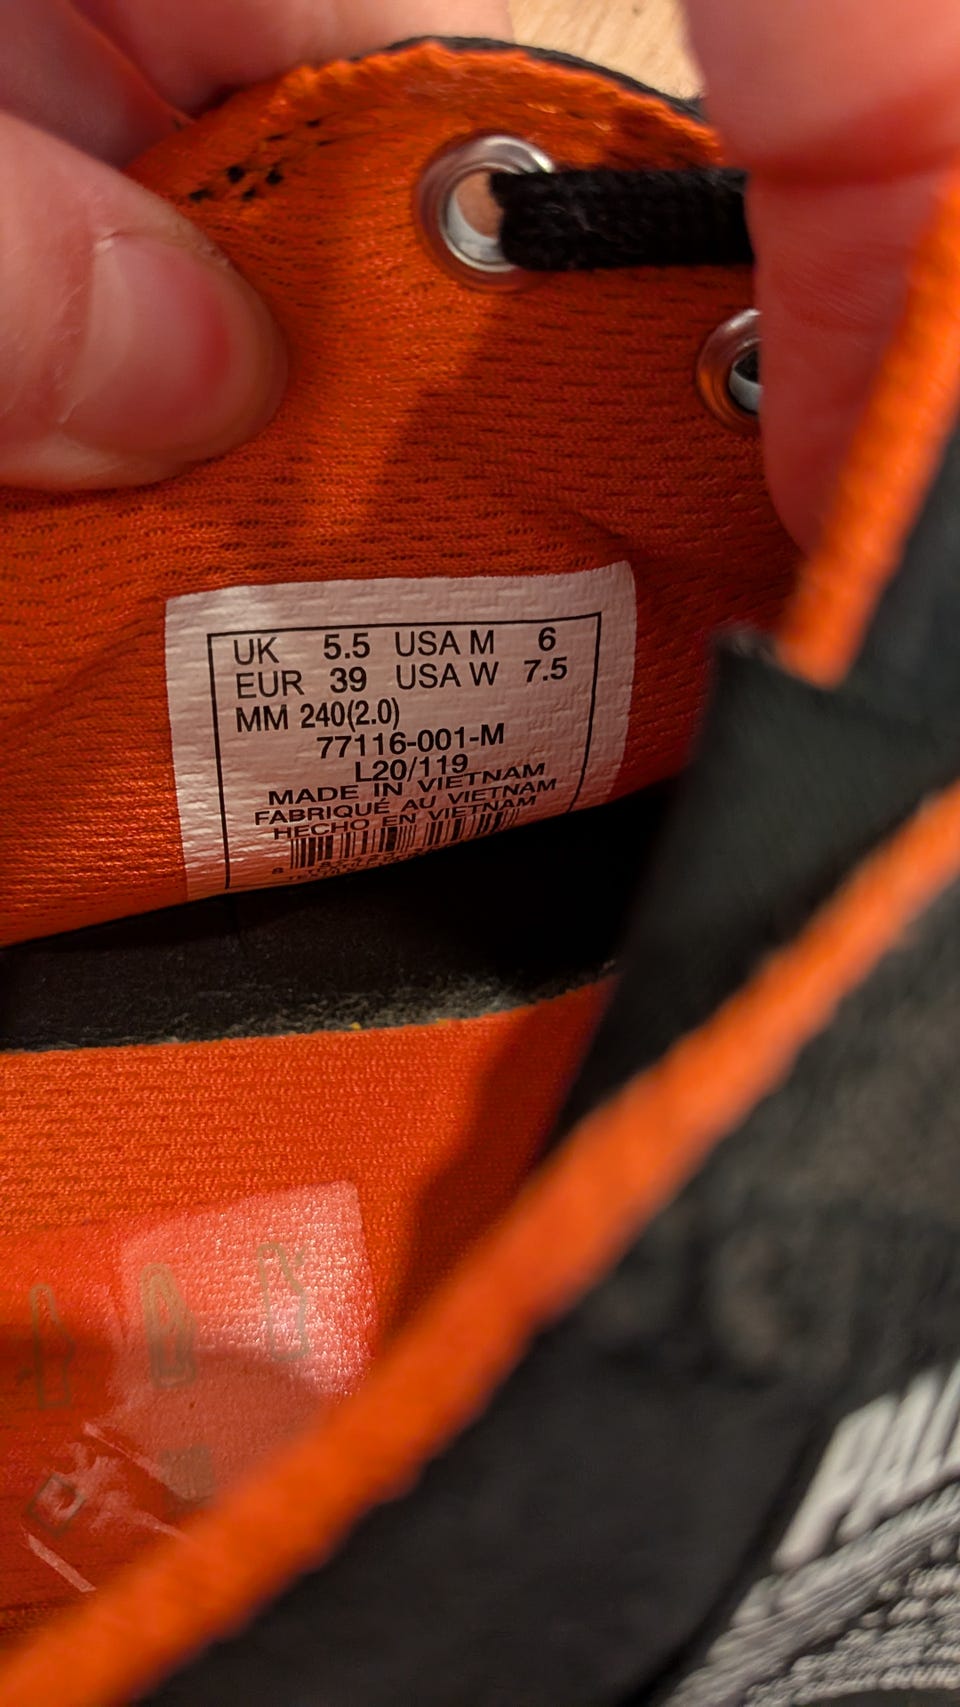 UK 5.5 USA M 6
EUR 39 USA W 7.5
MM 240(2.0)
77116-001-M
L20/119
MADE IN VIETNAM
FABRIQUÉ AU VIETNAM
HECHO EN VIETNAM